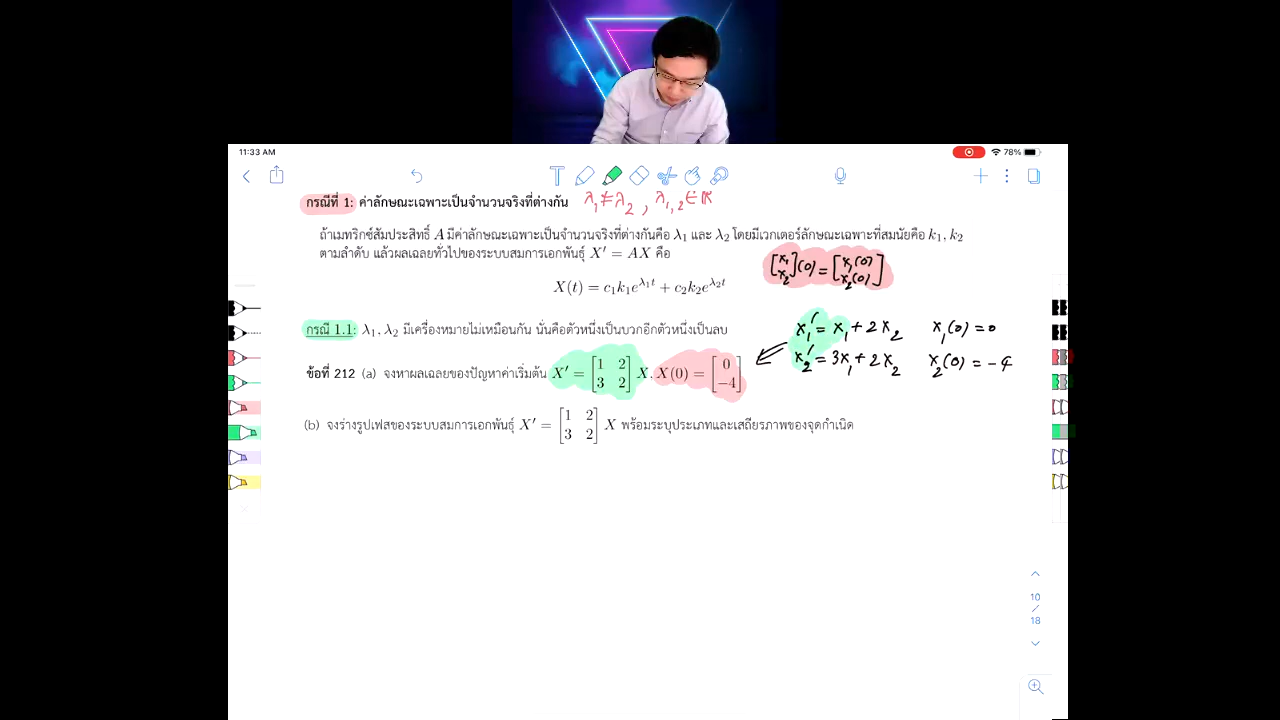 11:33 AM
78%
กรณีที่ 1: ค่าลักษณะเฉพาะเป็นจำนวนจริงที่ต่างกัน λ₁ ≠ λ₂ , λ₁,₂ ∈ ℝ
ถ้าเมทริกซ์สัมประสิทธิ์ A มีค่าลักษณะเฉพาะเป็นจำนวนจริงที่ต่างกันคือ λ₁ และ λ₂ โดยมีเวกเตอร์ลักษณะเฉพาะที่สมนัยคือ k₁, k₂
ตามลำดับ แล้วผลเฉลยทั่วไปของระบบสมการเอกพันธุ์ X′ = AX คือ
[x₁ x₂](0) = [x₁(0) x₂(0)]
X(t) = c₁k₁e^{λ₁t} + c₂k₂e^{λ₂t}
กรณี 1.1: λ₁, λ₂ มีเครื่องหมายไม่เหมือนกัน นั่นคือตัวหนึ่งเป็นบวกอีกตัวหนึ่งเป็นลบ
x₁′ = x₁ + 2x₂ x₁(0) = 0
x₂′ = 3x₁ + 2x₂ x₂(0) = -4
ข้อที่ 212 (a) จงหาผลเฉลยของปัญหาค่าเริ่มต้น X′ = [1 2; 3 2] X, X(0) = [0; −4]
(b) จงร่างรูปเฟสของระบบสมการเอกพันธุ์ X′ = [1 2; 3 2] X พร้อมระบุประเภทและเสถียรภาพของจุดกำเนิด
10
/
18